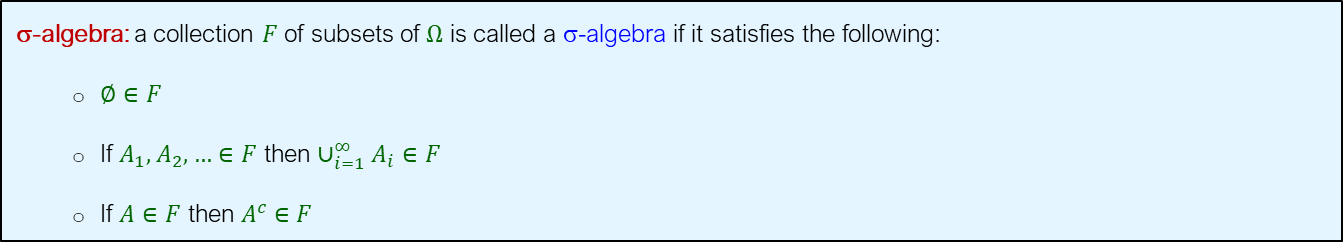 σ-algebra: a collection F of subsets of Ω is called a σ-algebra if it satisfies the following:
○ ∅ ∈ F
○ If A₁, A₂, … ∈ F then ∪ᵢ₌₁^∞ Aᵢ ∈ F
○ If A ∈ F then Aᶜ ∈ F